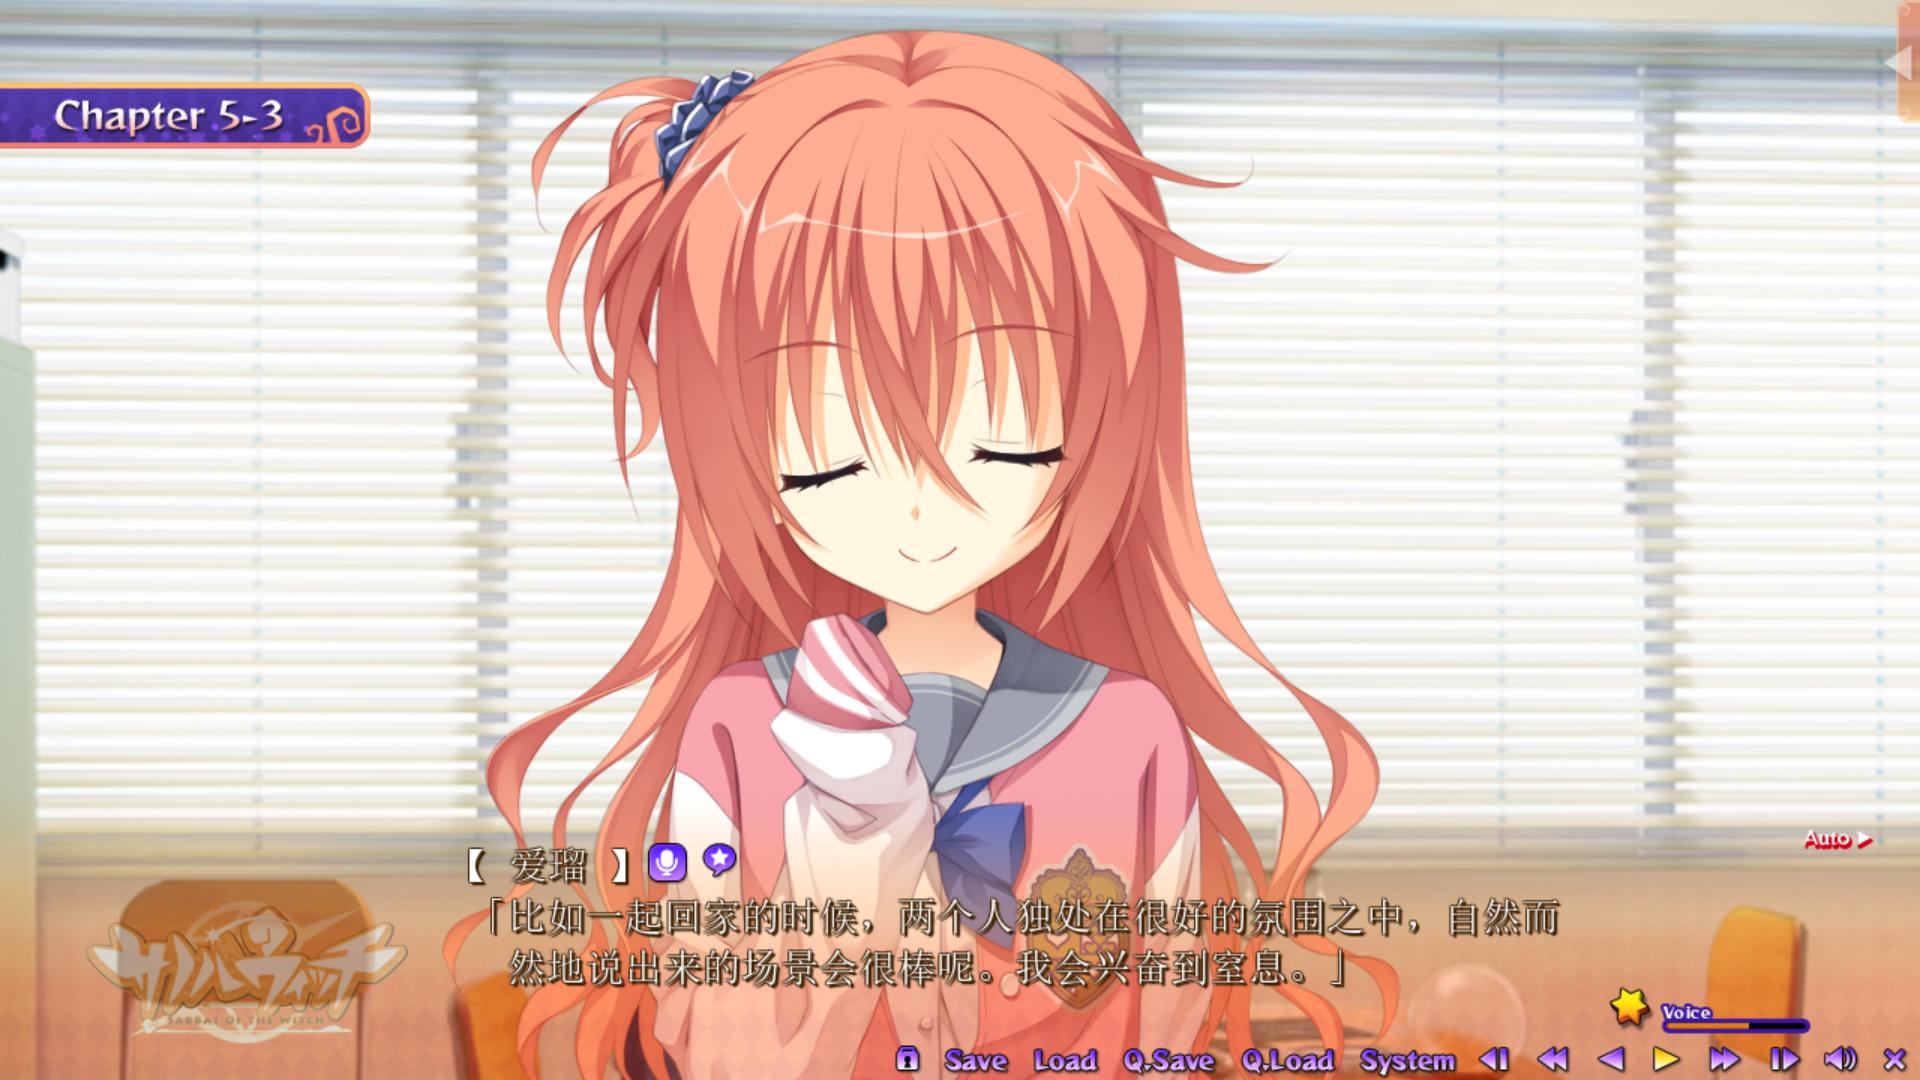 Chapter 5-3
Auto
【 爱瑠 】
「比如一起回家的时候，两个人独处在很好的氛围之中，自然而
然地说出来的场景会很棒呢。我会兴奋到窒息。」
サノバウィッチ
SABBAT OF THE WITCH
Voice
Save Load Q.Save Q.Load System